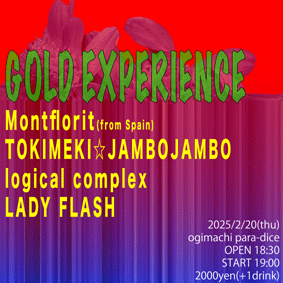 GOLD EXPERIENCE
Montflorit(from Spain)
TOKIMEKI☆JAMBOJAMBO
logical complex
LADY FLASH
2025/2/20(thu)
ogimachi para-dice
OPEN 18:30
START 19:00
2000yen(+1drink)